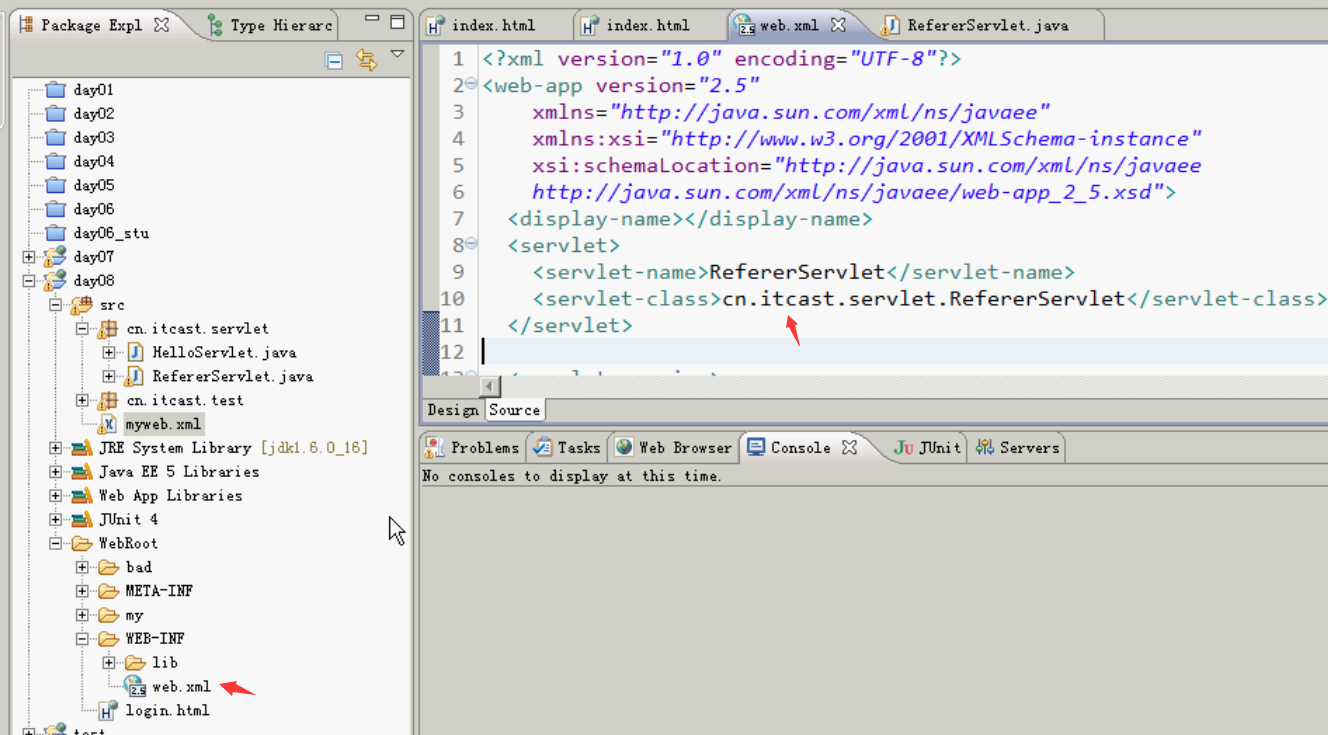 Package Expl
Type Hierarc
day01
day02
day03
day04
day05
day06
day06_stu
day07
day08
src
cn.itcast.servlet
HelloServlet.java
RefererServlet.java
cn.itcast.test
myweb.xml
JRE System Library [jdk1.6.0_16]
Java EE 5 Libraries
Web App Libraries
JUnit 4
WebRoot
bad
META-INF
my
WEB-INF
lib
web.xml
login.html
test
index.html
index.html
web.xml
RefererServlet.java
1 <?xml version="1.0" encoding="UTF-8"?>
2 <web-app version="2.5"
3 xmlns="http://java.sun.com/xml/ns/javaee"
4 xmlns:xsi="http://www.w3.org/2001/XMLSchema-instance"
5 xsi:schemaLocation="http://java.sun.com/xml/ns/javaee
6 http://java.sun.com/xml/ns/javaee/web-app_2_5.xsd">
7 <display-name></display-name>
8 <servlet>
9 <servlet-name>RefererServlet</servlet-name>
10 <servlet-class>cn.itcast.servlet.RefererServlet</servlet-class>
11 </servlet>
12
Design Source
Problems Tasks Web Browser Console JUnit Servers
No consoles to display at this time.